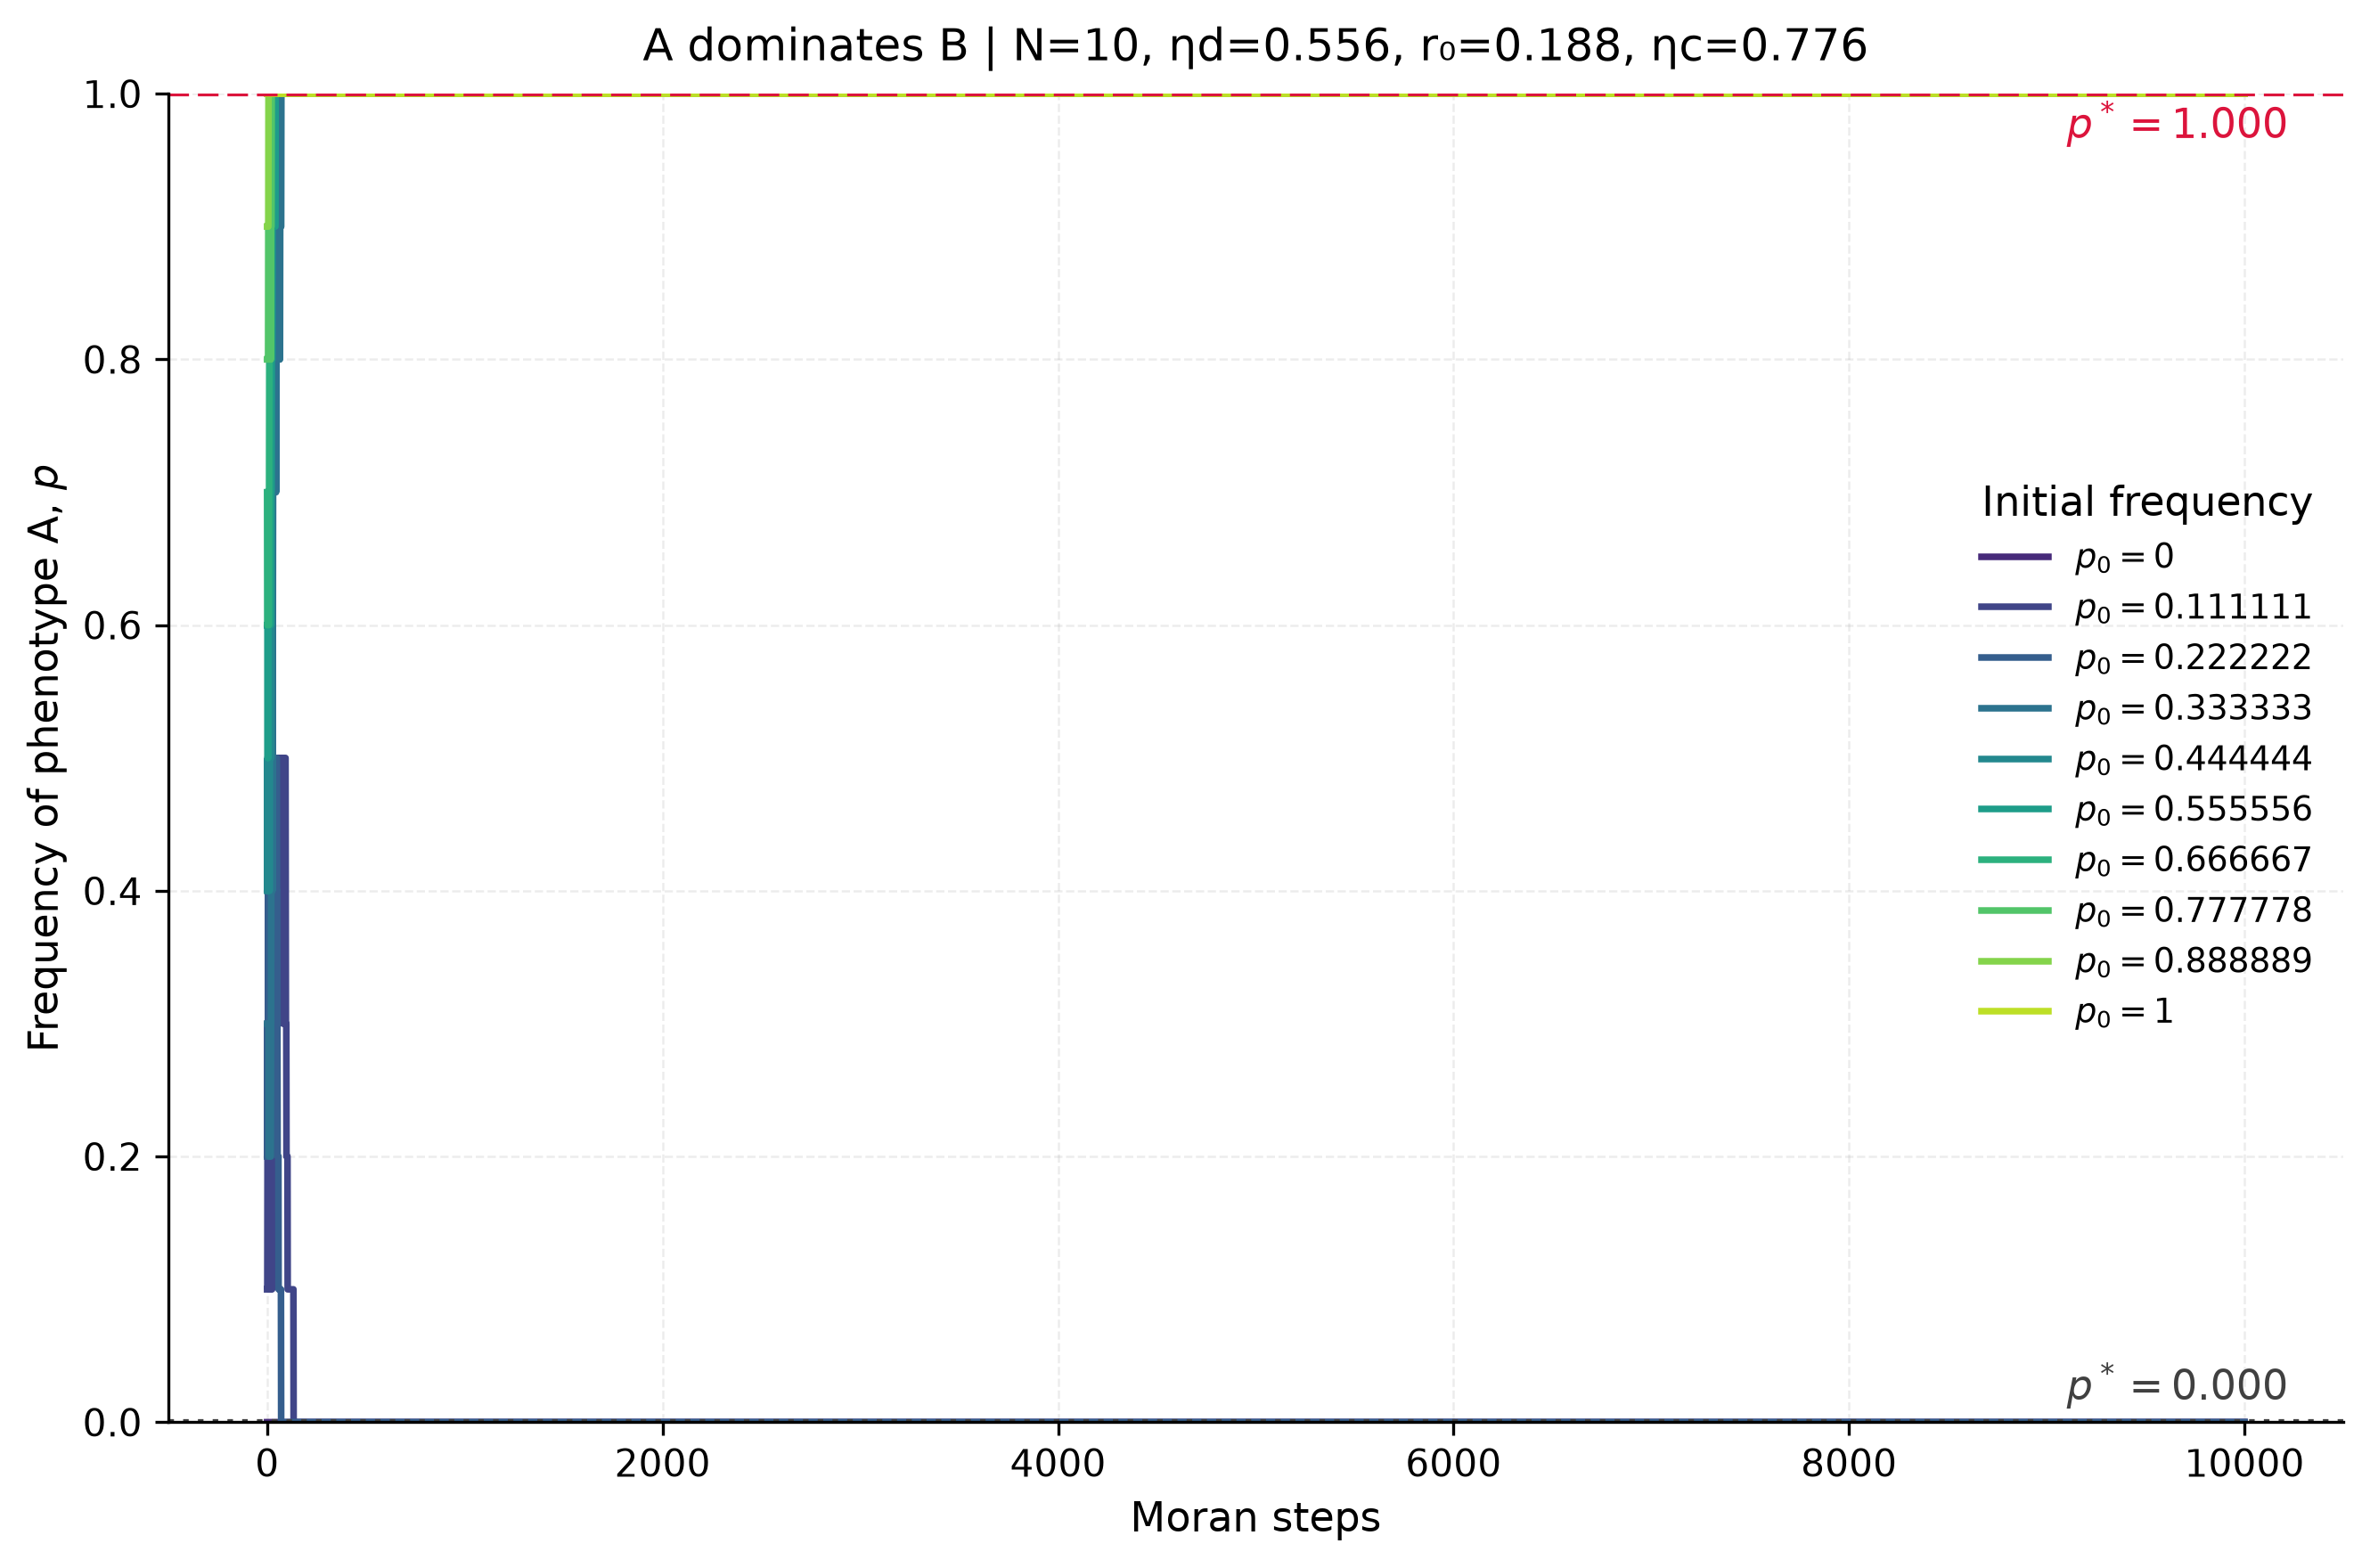 A dominates B | N=10, ηd=0.556, r₀=0.188, ηc=0.776
1.0
0.8
0.6
0.4
0.2
0.0
Frequency of phenotype A, p
p* = 1.000
Initial frequency
p₀ = 0
p₀ = 0.111111
p₀ = 0.222222
p₀ = 0.333333
p₀ = 0.444444
p₀ = 0.555556
p₀ = 0.666667
p₀ = 0.777778
p₀ = 0.888889
p₀ = 1
p* = 0.000
0 2000 4000 6000 8000 10000
Moran steps